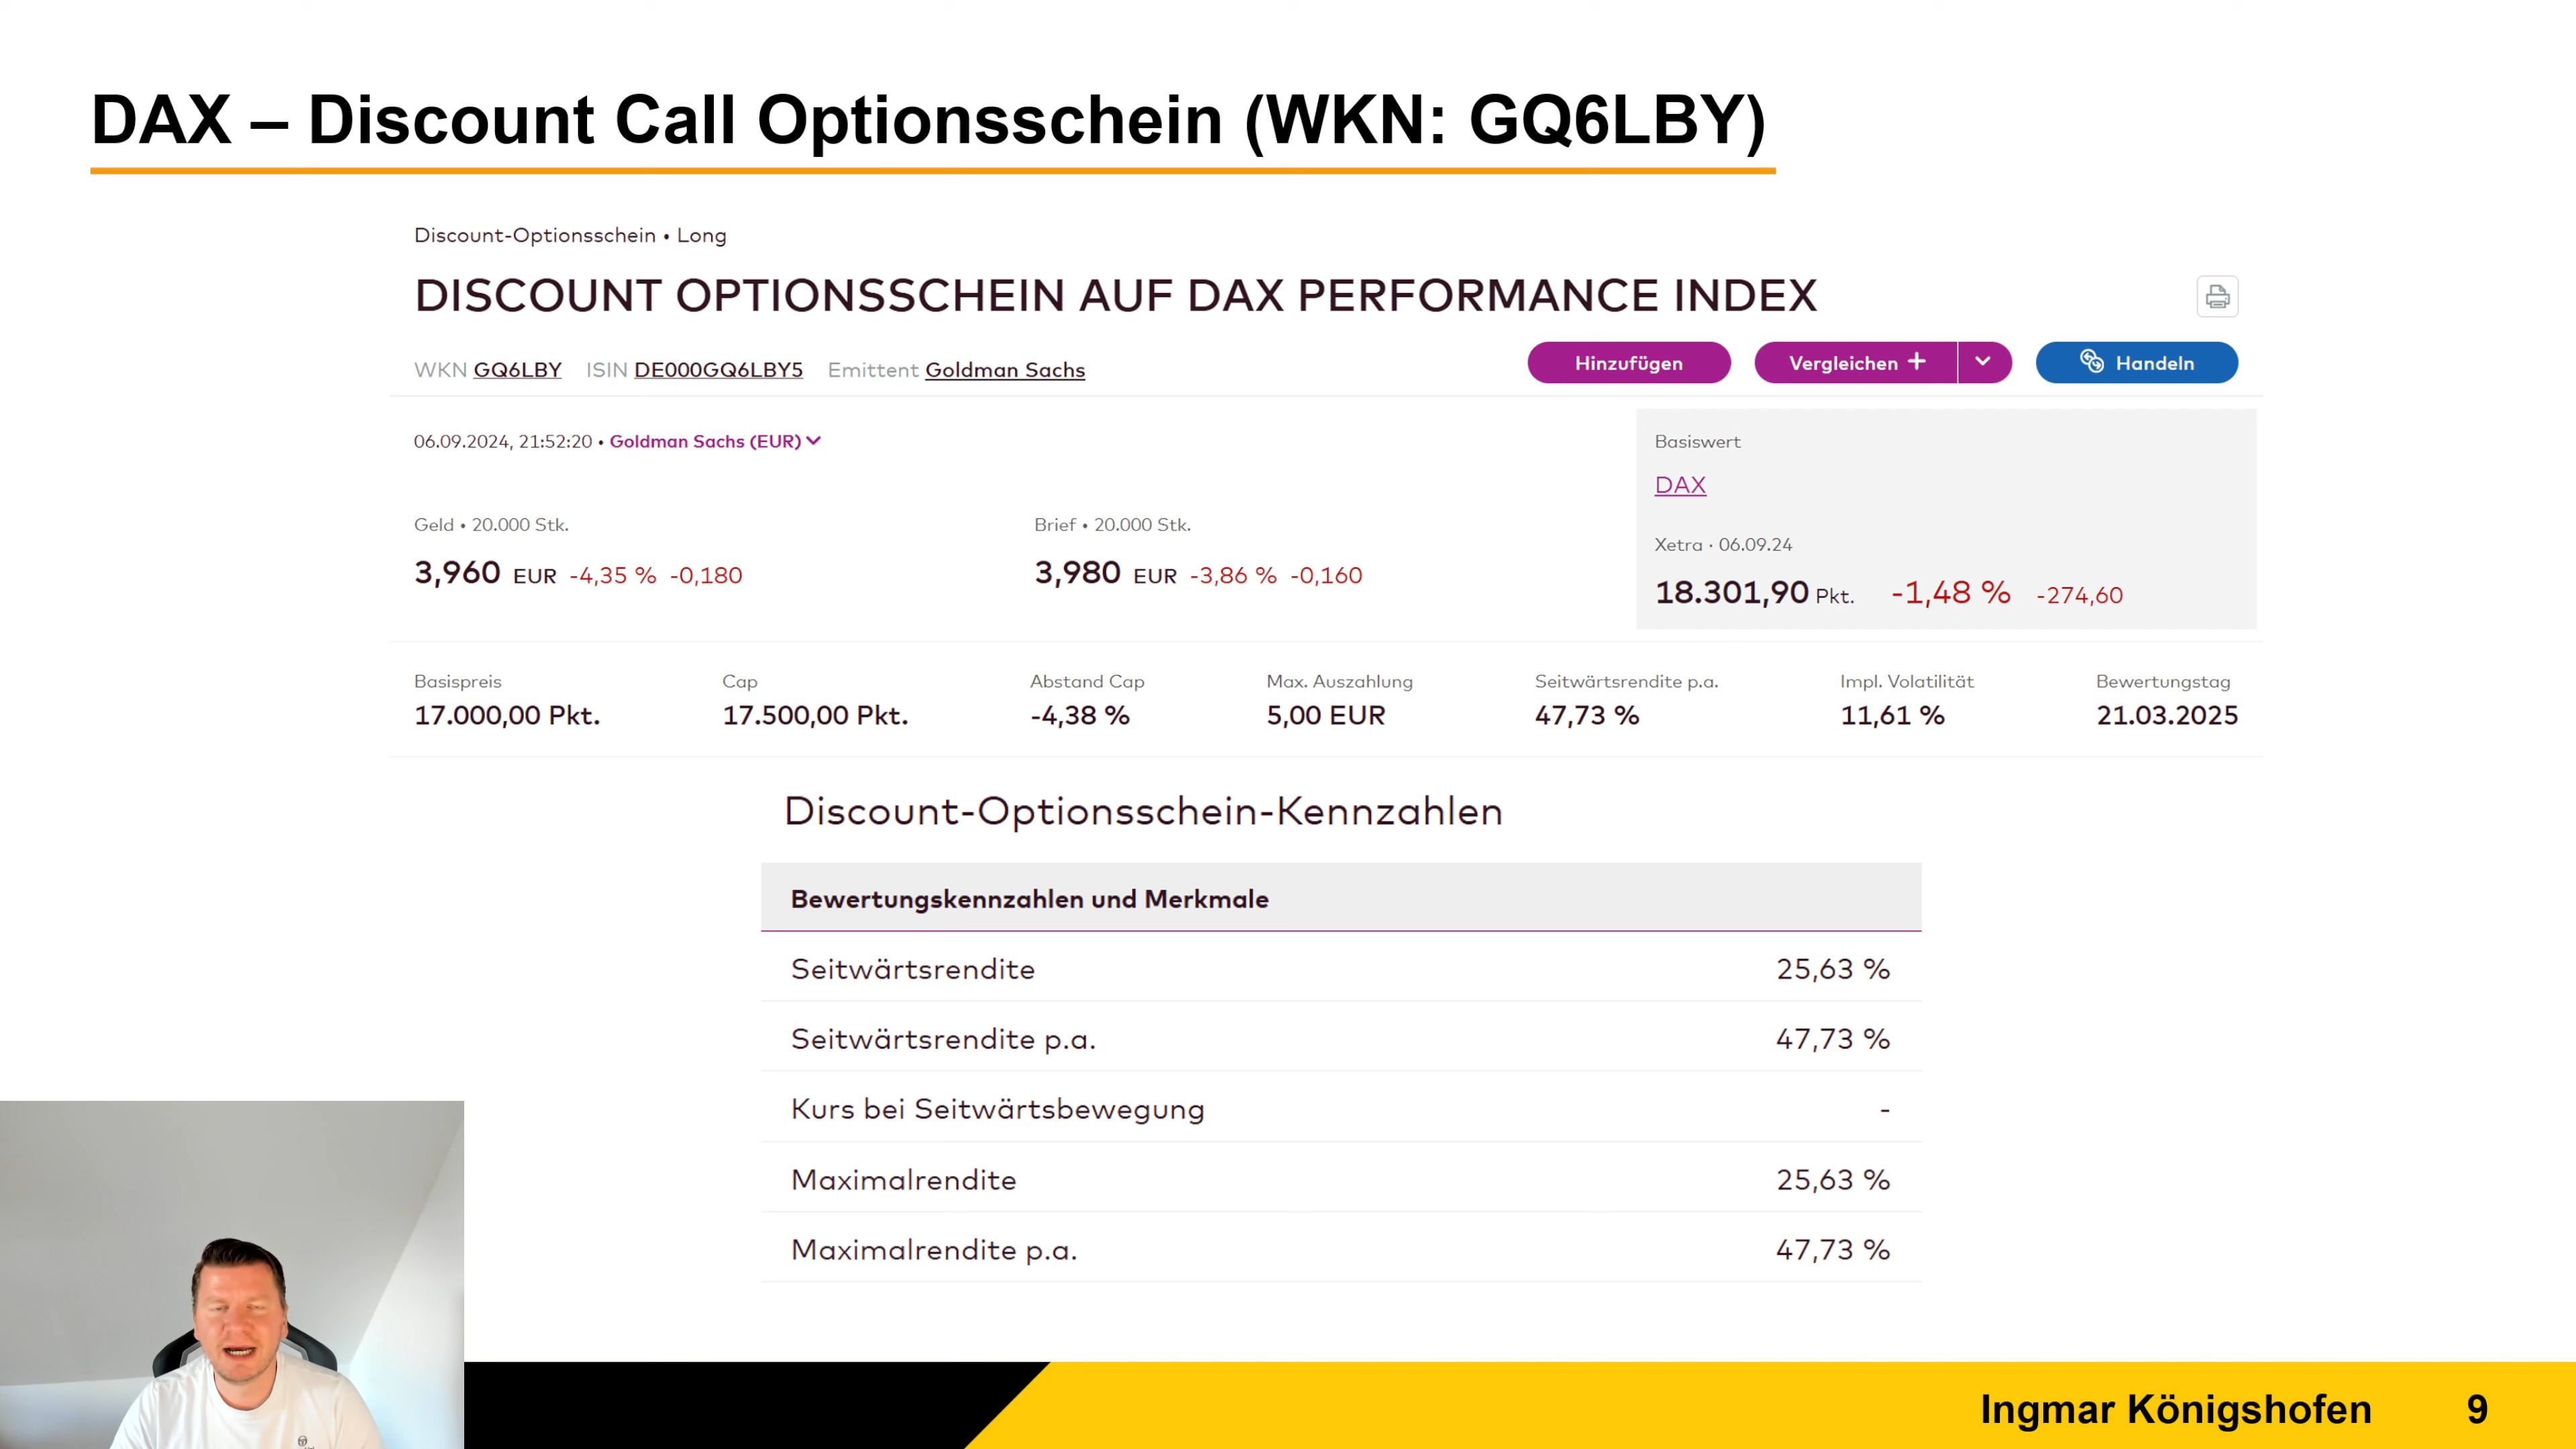 DAX – Discount Call Optionsschein (WKN: GQ6LBY)
Discount-Optionsschein • Long
DISCOUNT OPTIONSSCHEIN AUF DAX PERFORMANCE INDEX
WKN GQ6LBY ISIN DE000GQ6LBY5 Emittent Goldman Sachs
Hinzufügen Vergleichen + Handeln
06.09.2024, 21:52:20 • Goldman Sachs (EUR)
Geld • 20.000 Stk.
3,960 EUR -4,35 % -0,180
Brief • 20.000 Stk.
3,980 EUR -3,86 % -0,160
Basiswert
DAX
Xetra · 06.09.24
18.301,90 Pkt. -1,48 % -274,60
Basispreis Cap Abstand Cap Max. Auszahlung Seitwärtsrendite p.a. Impl. Volatilität Bewertungstag
17.000,00 Pkt. 17.500,00 Pkt. -4,38 % 5,00 EUR 47,73 % 11,61 % 21.03.2025
Discount-Optionsschein-Kennzahlen
Bewertungskennzahlen und Merkmale
Seitwärtsrendite 25,63 %
Seitwärtsrendite p.a. 47,73 %
Kurs bei Seitwärtsbewegung -
Maximalrendite 25,63 %
Maximalrendite p.a. 47,73 %
Ingmar Königshofen 9